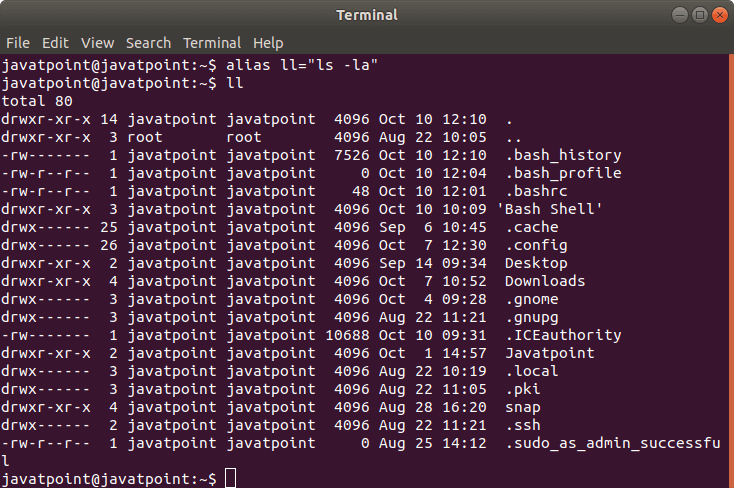 Terminal
File Edit View Search Terminal Help
javatpoint@javatpoint:~$ alias ll="ls -la"
javatpoint@javatpoint:~$ ll
total 80
drwxr-xr-x 14 javatpoint javatpoint  4096 Oct 10 12:10  .
drwxr-xr-x  3 root       root        4096 Aug 22 10:05  ..
-rw-------  1 javatpoint javatpoint  7526 Oct 10 12:10  .bash_history
-rw-r--r--  1 javatpoint javatpoint     0 Oct 10 12:04  .bash_profile
-rw-r--r--  1 javatpoint javatpoint    48 Oct 10 12:01  .bashrc
drwxr-xr-x  3 javatpoint javatpoint  4096 Oct 10 10:09 'Bash Shell'
drwx------ 25 javatpoint javatpoint  4096 Sep  6 10:45  .cache
drwx------ 26 javatpoint javatpoint  4096 Oct  7 12:30  .config
drwxr-xr-x  2 javatpoint javatpoint  4096 Sep 14 09:34  Desktop
drwxr-xr-x  4 javatpoint javatpoint  4096 Oct  7 10:52  Downloads
drwx------  3 javatpoint javatpoint  4096 Oct  4 09:28  .gnome
drwx------  3 javatpoint javatpoint  4096 Aug 22 11:21  .gnupg
-rw-------  1 javatpoint javatpoint 10688 Oct 10 09:31  .ICEauthority
drwxr-xr-x  2 javatpoint javatpoint  4096 Oct  1 14:57  Javatpoint
drwx------  3 javatpoint javatpoint  4096 Aug 22 10:19  .local
drwx------  3 javatpoint javatpoint  4096 Aug 22 11:05  .pki
drwxr-xr-x  4 javatpoint javatpoint  4096 Aug 28 16:20  snap
drwx------  2 javatpoint javatpoint  4096 Aug 22 11:21  .ssh
-rw-r--r--  1 javatpoint javatpoint     0 Aug 25 14:12  .sudo_as_admin_successfu
l
javatpoint@javatpoint:~$